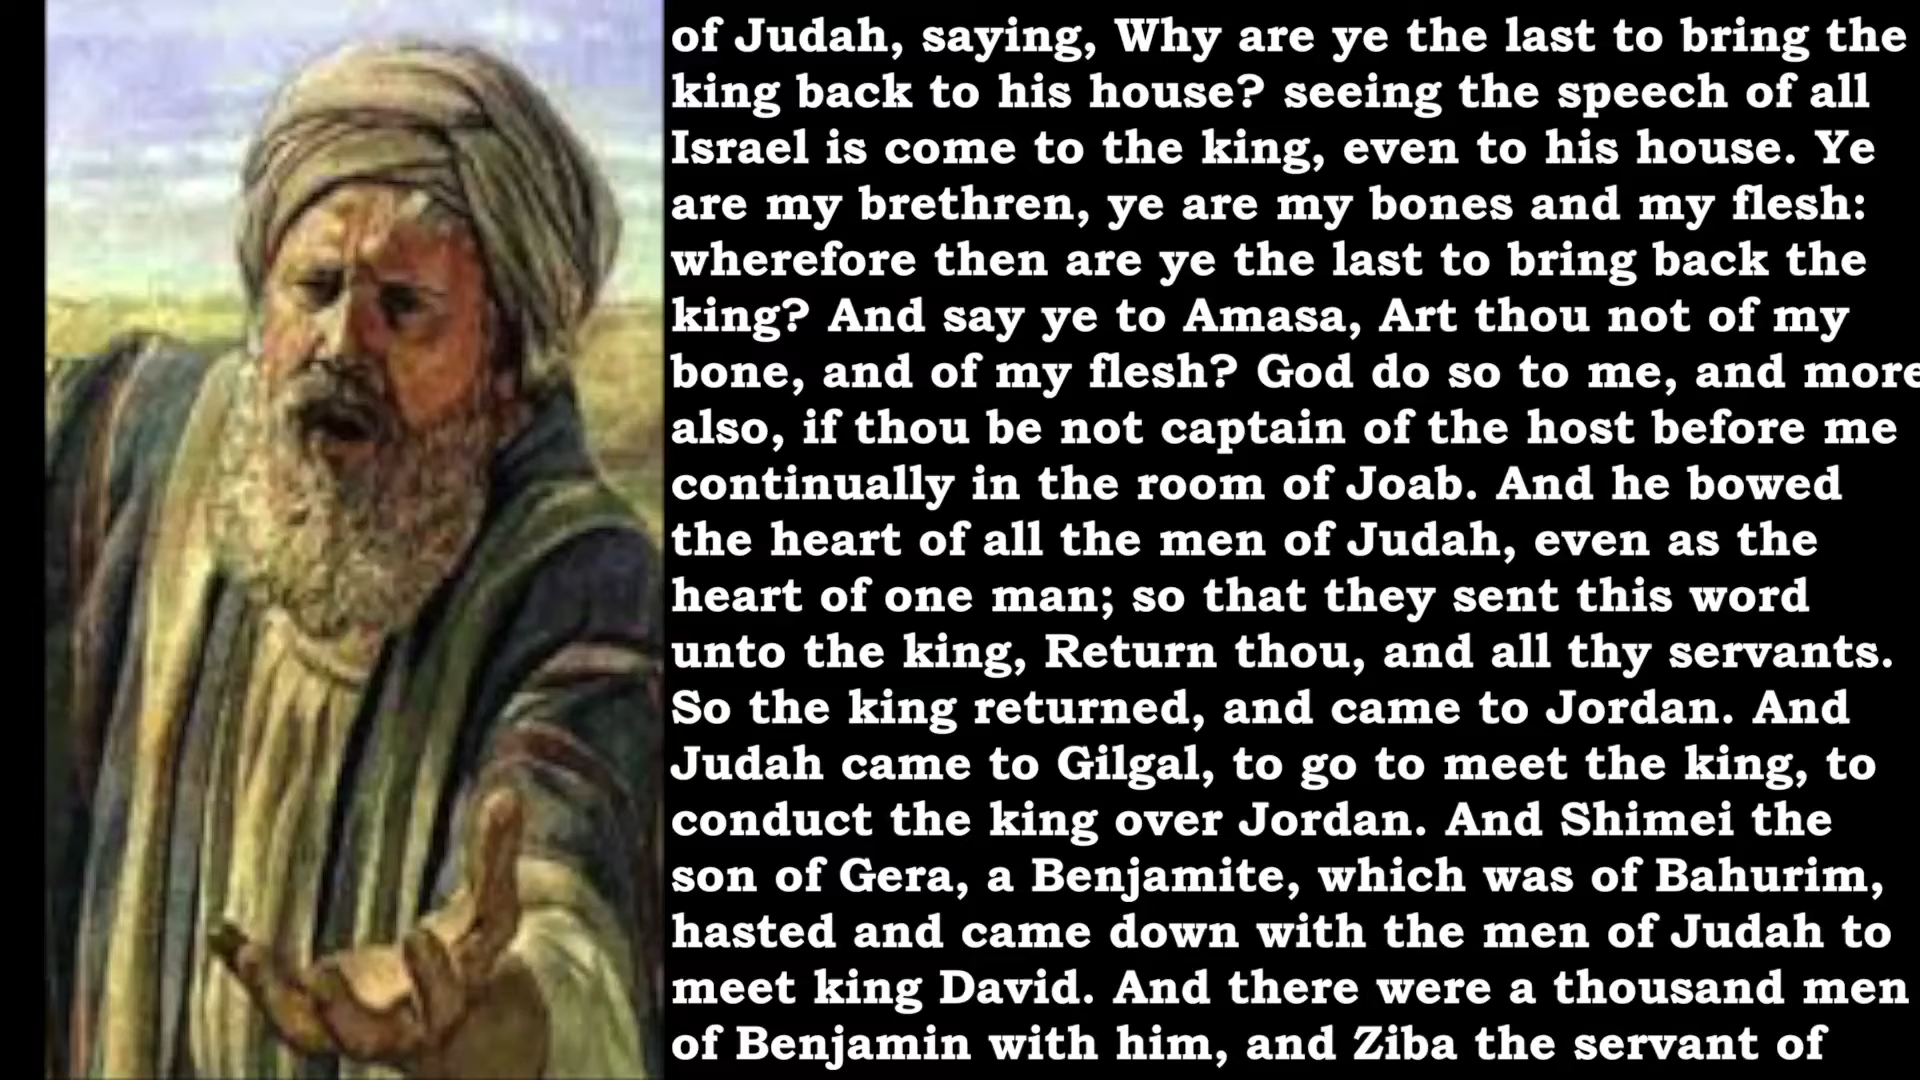 of Judah, saying, Why are ye the last to bring the
king back to his house? seeing the speech of all
Israel is come to the king, even to his house. Ye
are my brethren, ye are my bones and my flesh:
wherefore then are ye the last to bring back the
king? And say ye to Amasa, Art thou not of my
bone, and of my flesh? God do so to me, and more
also, if thou be not captain of the host before me
continually in the room of Joab. And he bowed
the heart of all the men of Judah, even as the
heart of one man; so that they sent this word
unto the king, Return thou, and all thy servants.
So the king returned, and came to Jordan. And
Judah came to Gilgal, to go to meet the king, to
conduct the king over Jordan. And Shimei the
son of Gera, a Benjamite, which was of Bahurim,
hasted and came down with the men of Judah to
meet king David. And there were a thousand men
of Benjamin with him, and Ziba the servant of